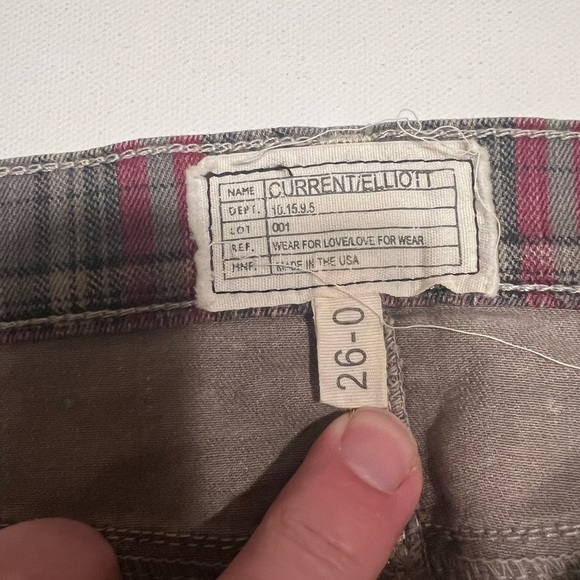 NAME CURRENT/ELLIOTT
DEPT. 10.15.9.5
LOT 001
REF. WEAR FOR LOVE/LOVE FOR WEAR
MNF. MADE IN THE USA
26-0